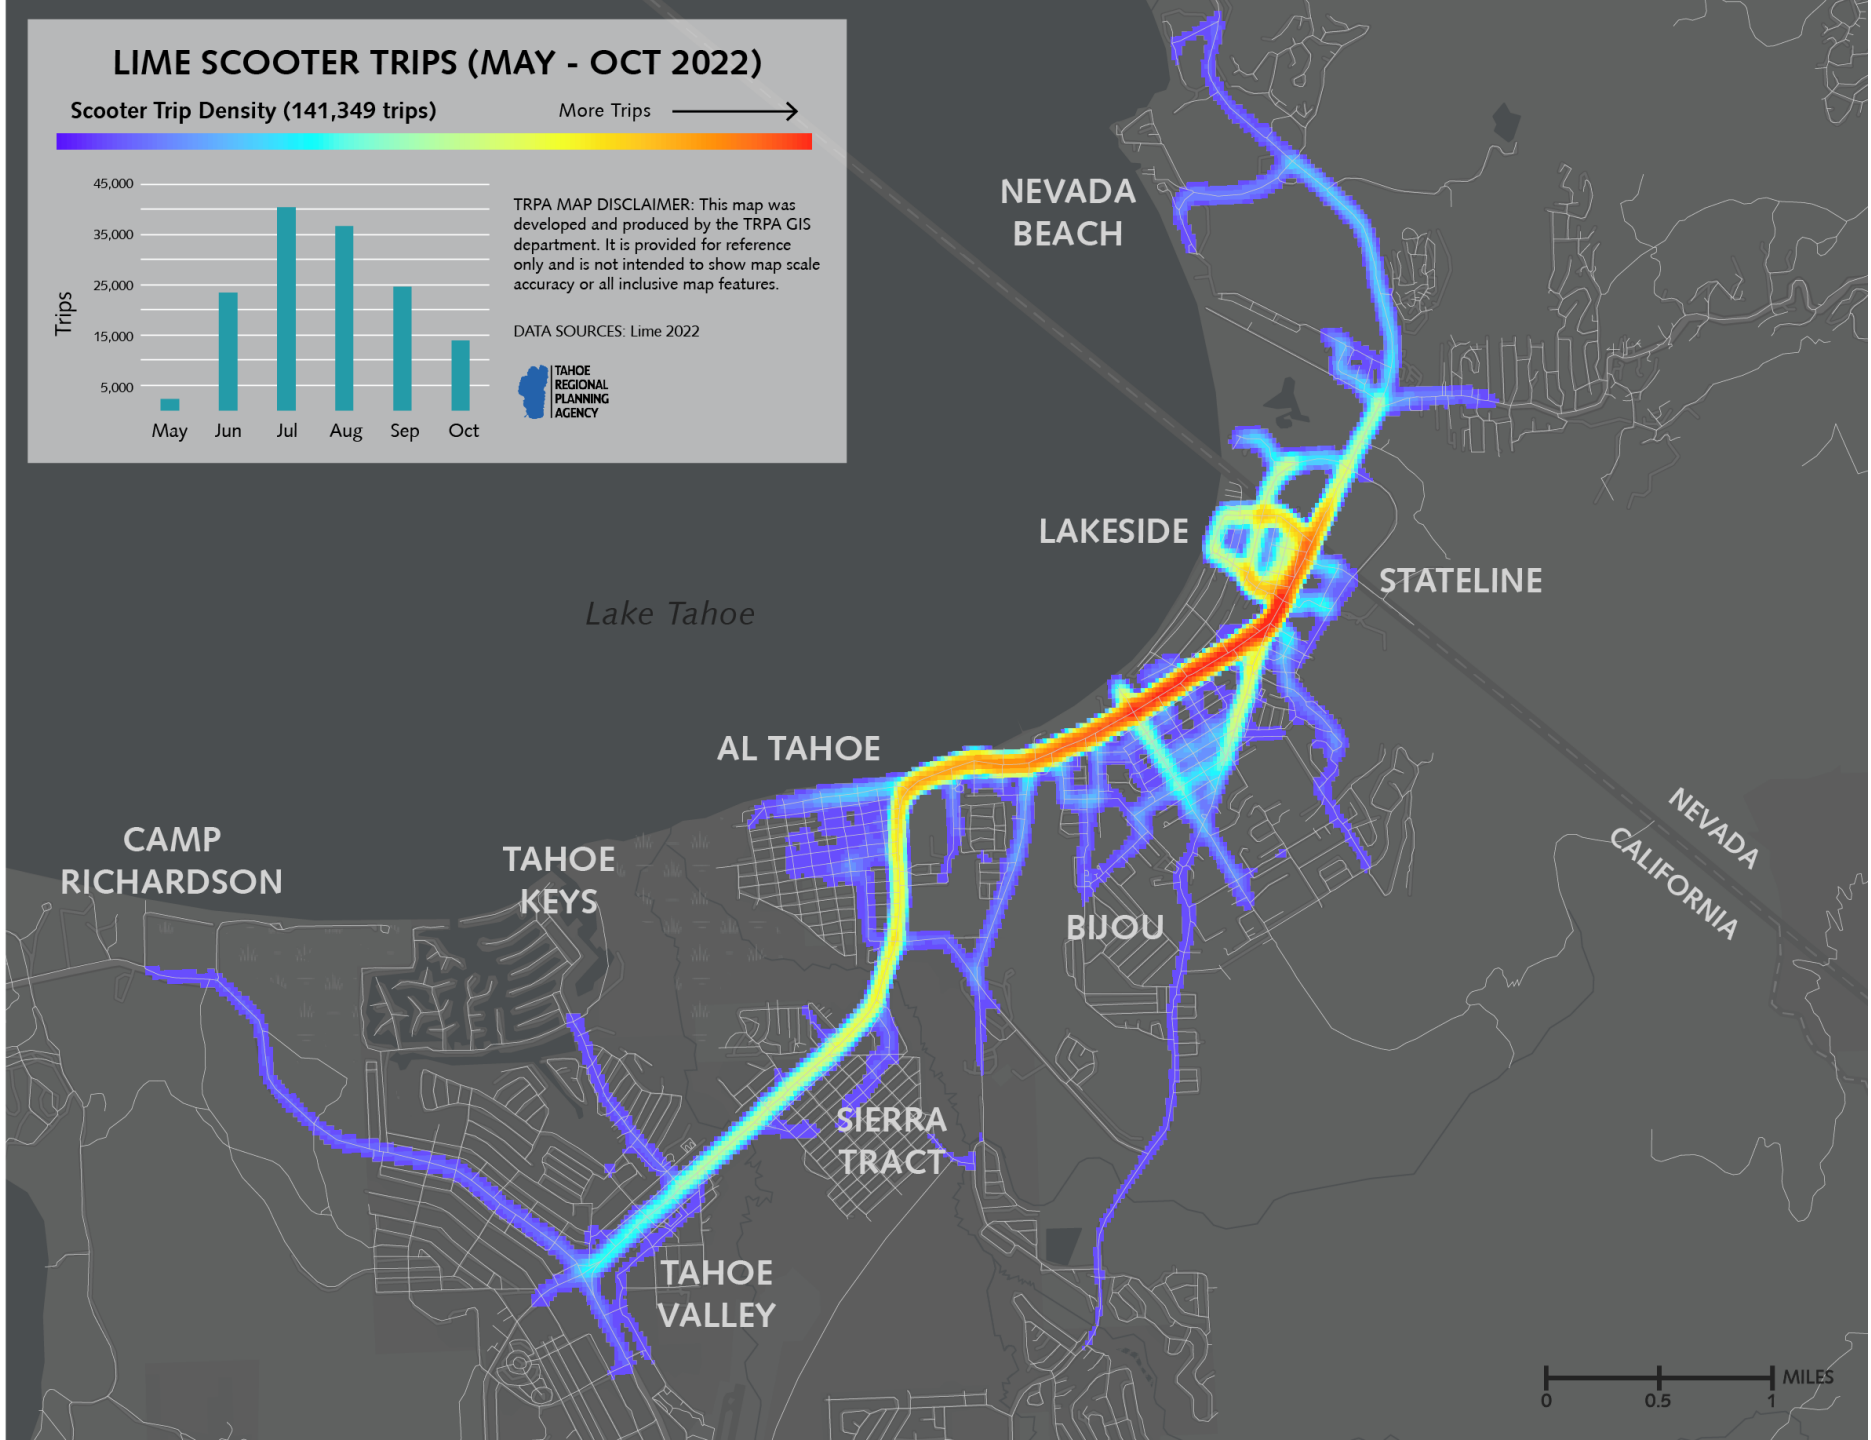 LIME SCOOTER TRIPS (MAY - OCT 2022)
Scooter Trip Density (141,349 trips)
More Trips
45,000
35,000
25,000
15,000
5,000
Trips
May Jun Jul Aug Sep Oct
TRPA MAP DISCLAIMER: This map was
developed and produced by the TRPA GIS
department. It is provided for reference
only and is not intended to show map scale
accuracy or all inclusive map features.
DATA SOURCES: Lime 2022
TAHOE
REGIONAL
PLANNING
AGENCY
NEVADA
BEACH
LAKESIDE
STATELINE
Lake Tahoe
AL TAHOE
CAMP
RICHARDSON
TAHOE
KEYS
BIJOU
NEVADA
CALIFORNIA
SIERRA
TRACT
TAHOE
VALLEY
MILES
0 0.5 1